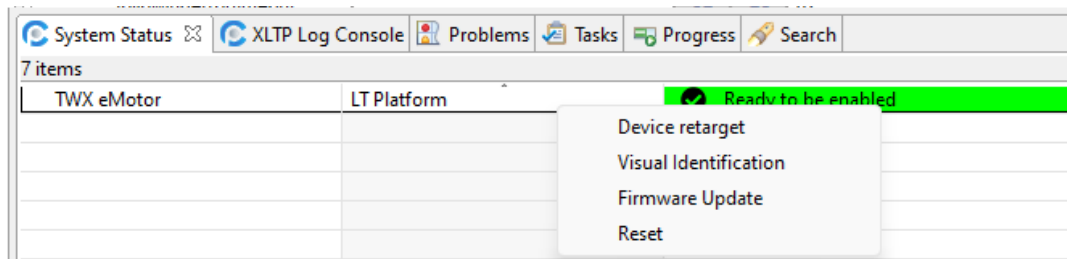 System Status XLTP Log Console Problems Tasks Progress Search
7 items
TWX eMotor LT Platform Ready to be enabled
Device retarget
Visual Identification
Firmware Update
Reset